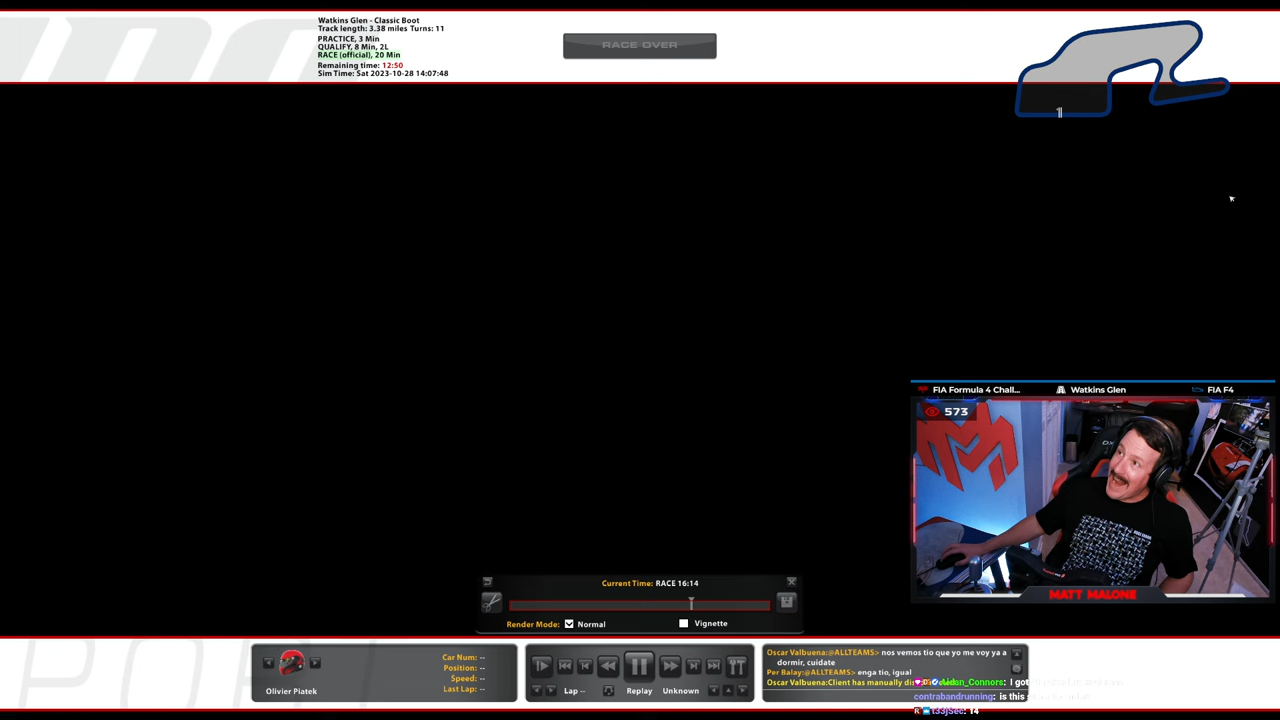 Watkins Glen - Classic Boot
Track length: 3.38 miles Turns: 11
PRACTICE, 3 Min
QUALIFY, 8 Min, 2L
RACE (official), 20 Min
Remaining time: 12:50
Sim Time: Sat 2023-10-28 14:07:48
RACE OVER
FIA Formula 4 Chall...
Watkins Glen
FIA F4
573
MATT MALONE
Current Time: RACE 16:14
Render Mode: Normal Vignette
Olivier Piatek
Car Num: --
Position: --
Speed: --
Last Lap: --
Lap --
Replay
Unknown
Oscar Valbuena:@ALLTEAMS> nos vemos tio que yo me voy ya a
dormir, cuidate
Per Balay:@ALLTEAMS> enga tio, igual
Oscar Valbuena:Client has manually
Aidan_Connors: I got
contrabandrunning: is this
t33jSec: 14